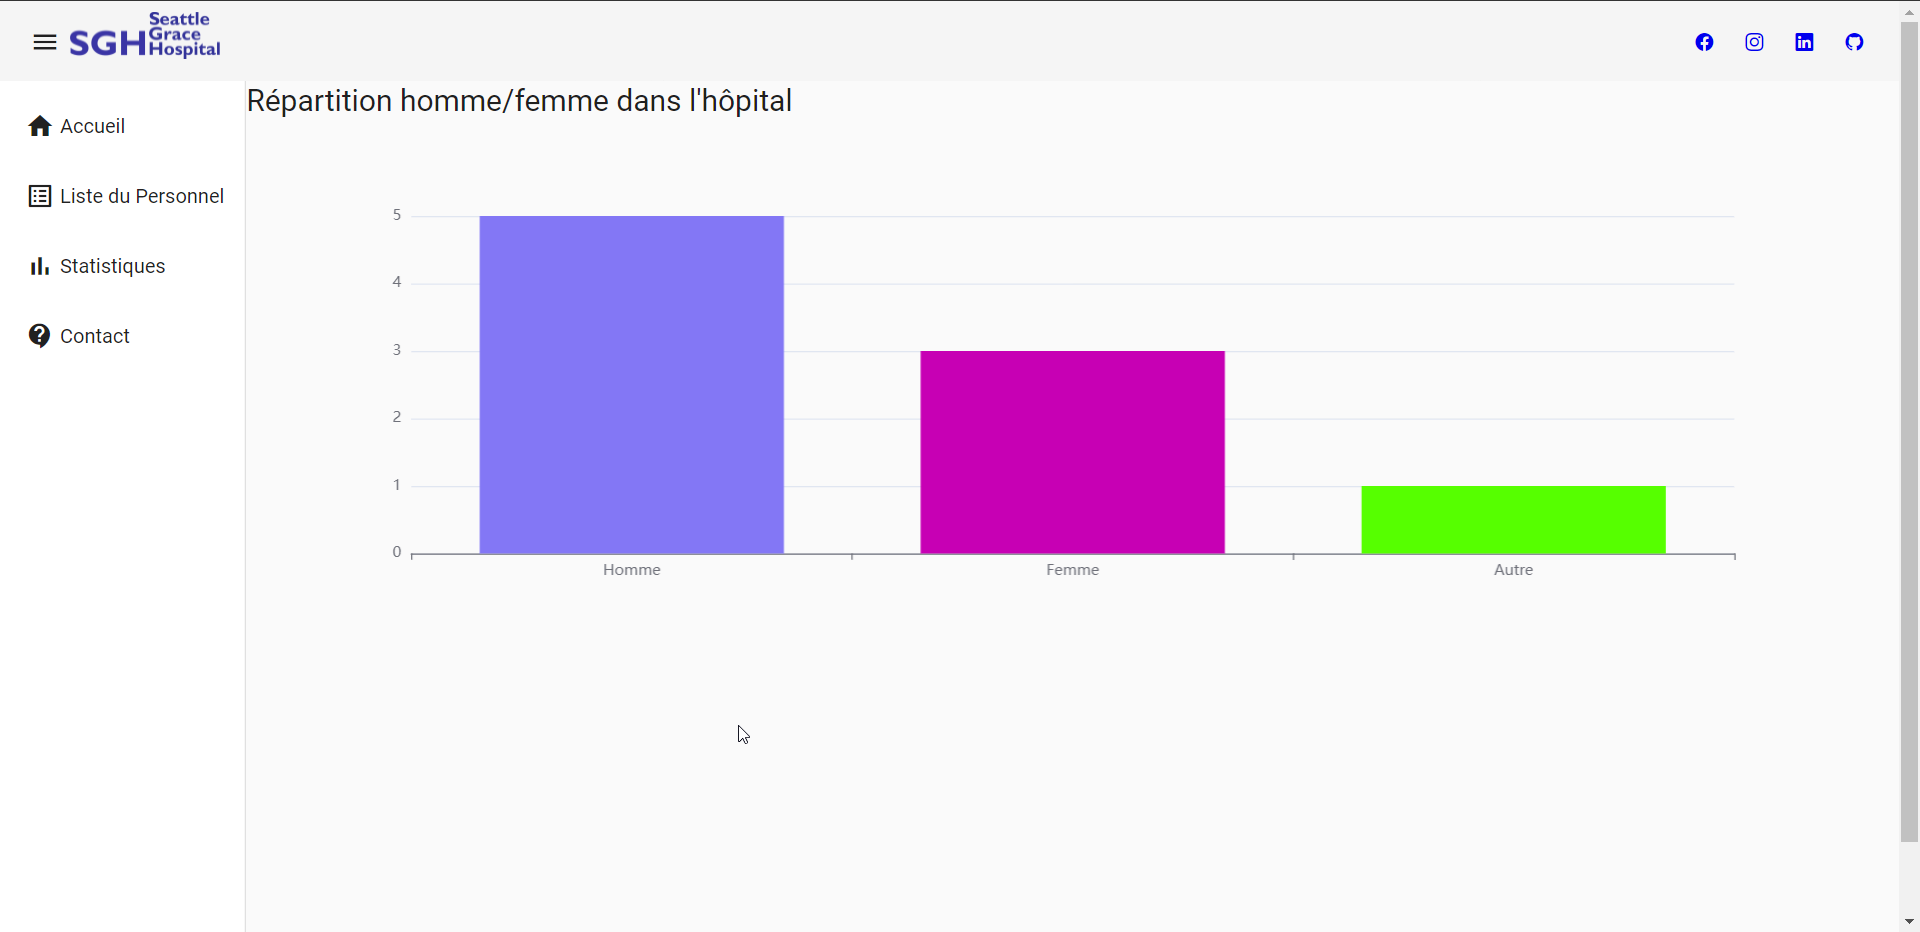 SGH Seattle
Grace
Hospital
Accueil
Liste du Personnel
Statistiques
Contact
Répartition homme/femme dans l'hôpital
5
4
3
2
1
0
Homme Femme Autre